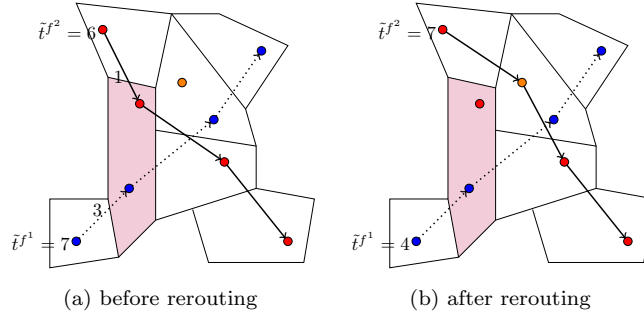 t̃^{f^2} = 6
1
3
t̃^{f^1} = 7
(a) before rerouting
t̃^{f^2} = 7
t̃^{f^1} = 4
(b) after rerouting